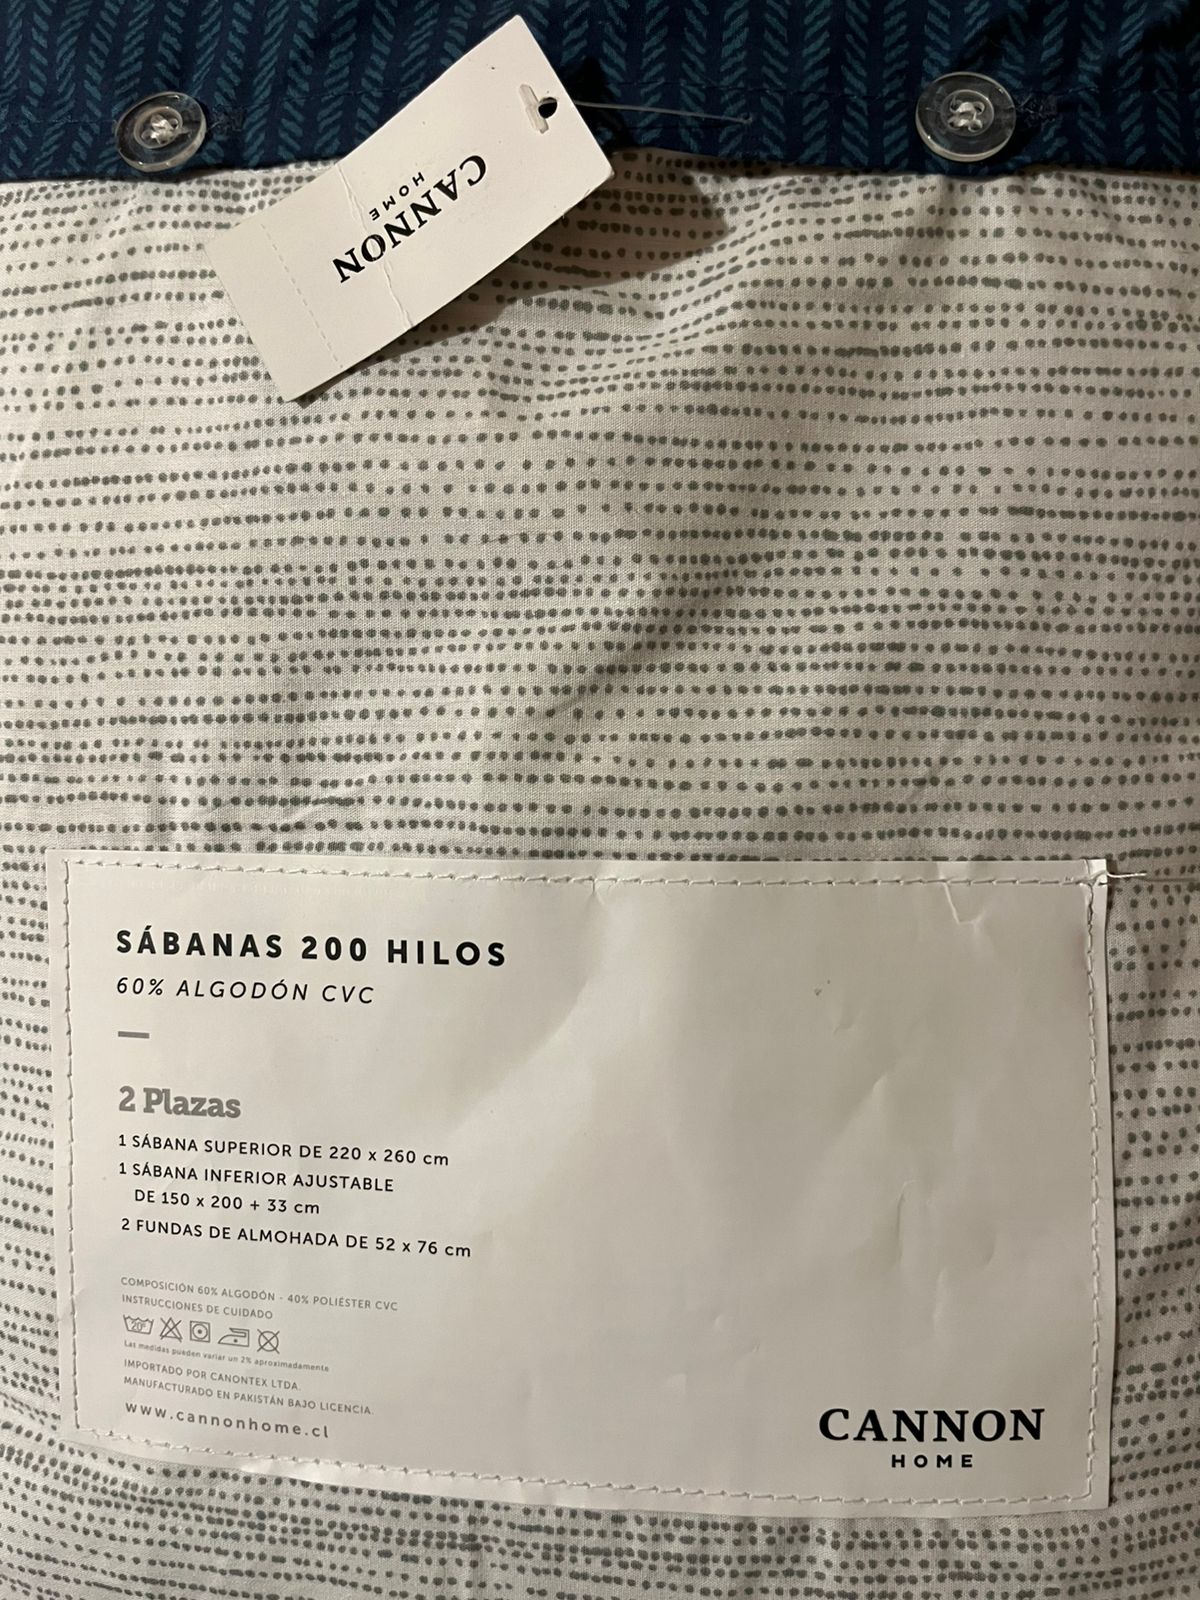 CANNON
HOME
SÁBANAS 200 HILOS
60% ALGODÓN CVC
2 Plazas
1 SÁBANA SUPERIOR DE 220 x 260 cm
1 SÁBANA INFERIOR AJUSTABLE
DE 150 x 200 + 33 cm
2 FUNDAS DE ALMOHADA DE 52 x 76 cm
COMPOSICIÓN 60% ALGODÓN - 40% POLIÉSTER CVC
INSTRUCCIONES DE CUIDADO
20°
Las medidas pueden variar un 2% aproximadamente
IMPORTADO POR CANONTEX LTDA.
MANUFACTURADO EN PAKISTÁN BAJO LICENCIA.
www.cannonhome.cl
CANNON
HOME